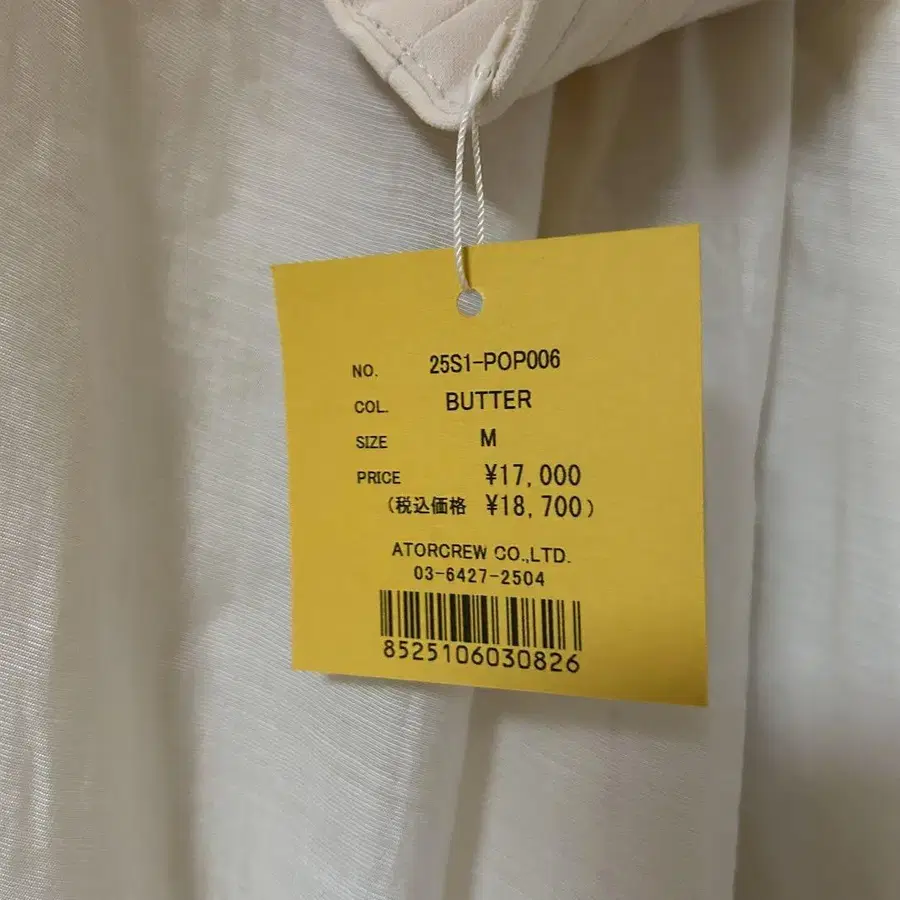 NO. 25S1-POP006
COL. BUTTER
SIZE M
PRICE ¥17,000
(税込価格 ¥18,700)
ATORCREW CO.,LTD.
03-6427-2504
8525106030826